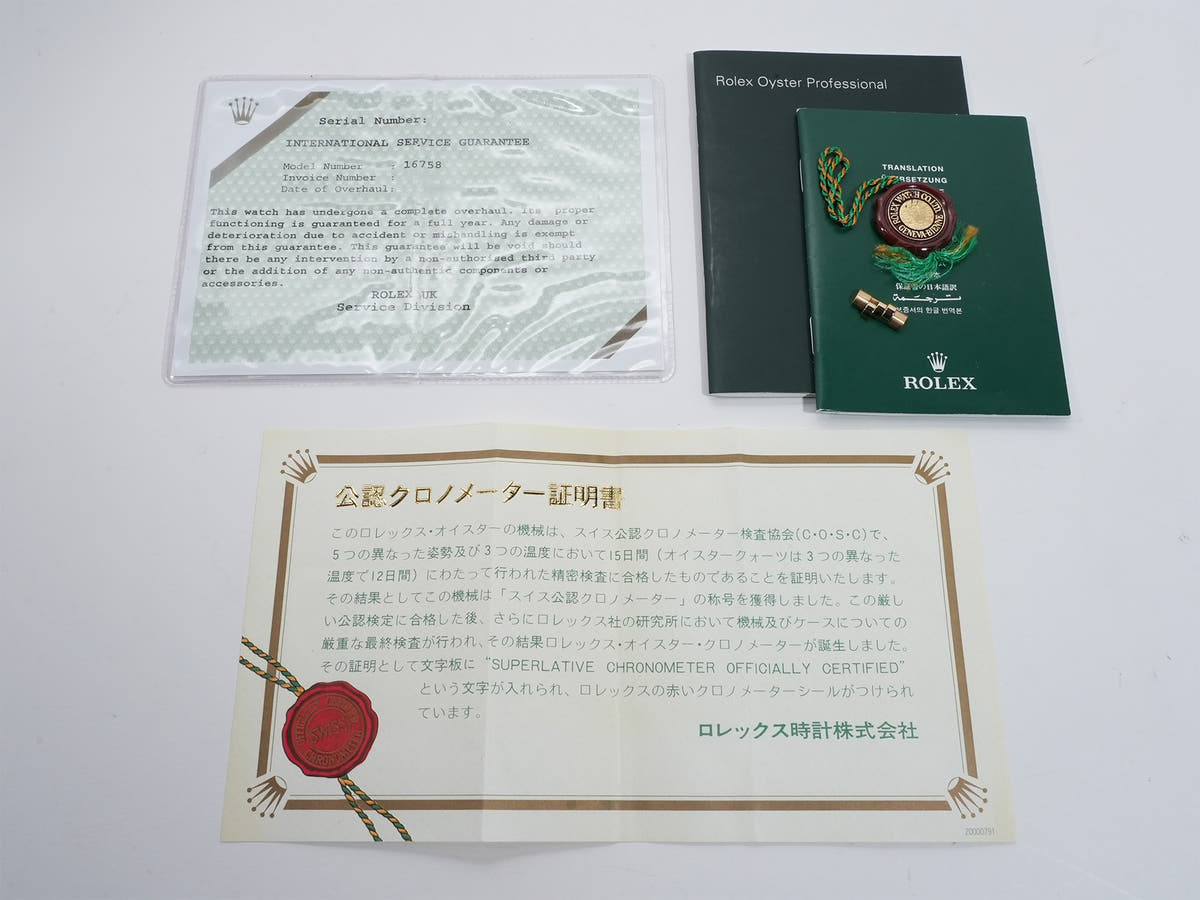 Serial Number:
INTERNATIONAL SERVICE GUARANTEE
Model Number : 16758
Invoice Number :
Date of Overhaul:
This watch has undergone a complete overhaul. Its proper
functioning is guaranteed for a full year. Any damage or
deterioration due to accident or mishandling is exempt
from this guarantee. This guarantee will be void should
there be any intervention by a non-authorised third party
or the addition of any non-authentic components or
accessories.
ROLEX UK
Service Division
Rolex Oyster Professional
TRANSLATION
ERSETZUNG
ROLEX WATCH CO LTD
GENEVA-BIENNE
保証書の日本語訳
ترجمة
보증서의 한글 번역본
ROLEX
公認クロノメーター証明書
このロレックス・オイスターの機械は、スイス公認クロノメーター検査協会(C・O・S・C)で、
5つの異なった姿勢及び3つの温度において15日間(オイスタークォーツは3つの異なった
温度で12日間)にわたって行われた精密検査に合格したものであることを証明いたします。
その結果としてこの機械は「スイス公認クロノメーター」の称号を獲得しました。この厳し
い公認検定に合格した後、さらにロレックス社の研究所において機械及びケースについての
厳重な最終検査が行われ、その結果ロレックス・オイスター・クロノメーターが誕生しました。
その証明として文字板に "SUPERLATIVE CHRONOMETER OFFICIALLY CERTIFIED"
という文字が入れられ、ロレックスの赤いクロノメーターシールがつけられ
ています。
ロレックス時計株式会社
SWISS
CHRONOMETER
20000791